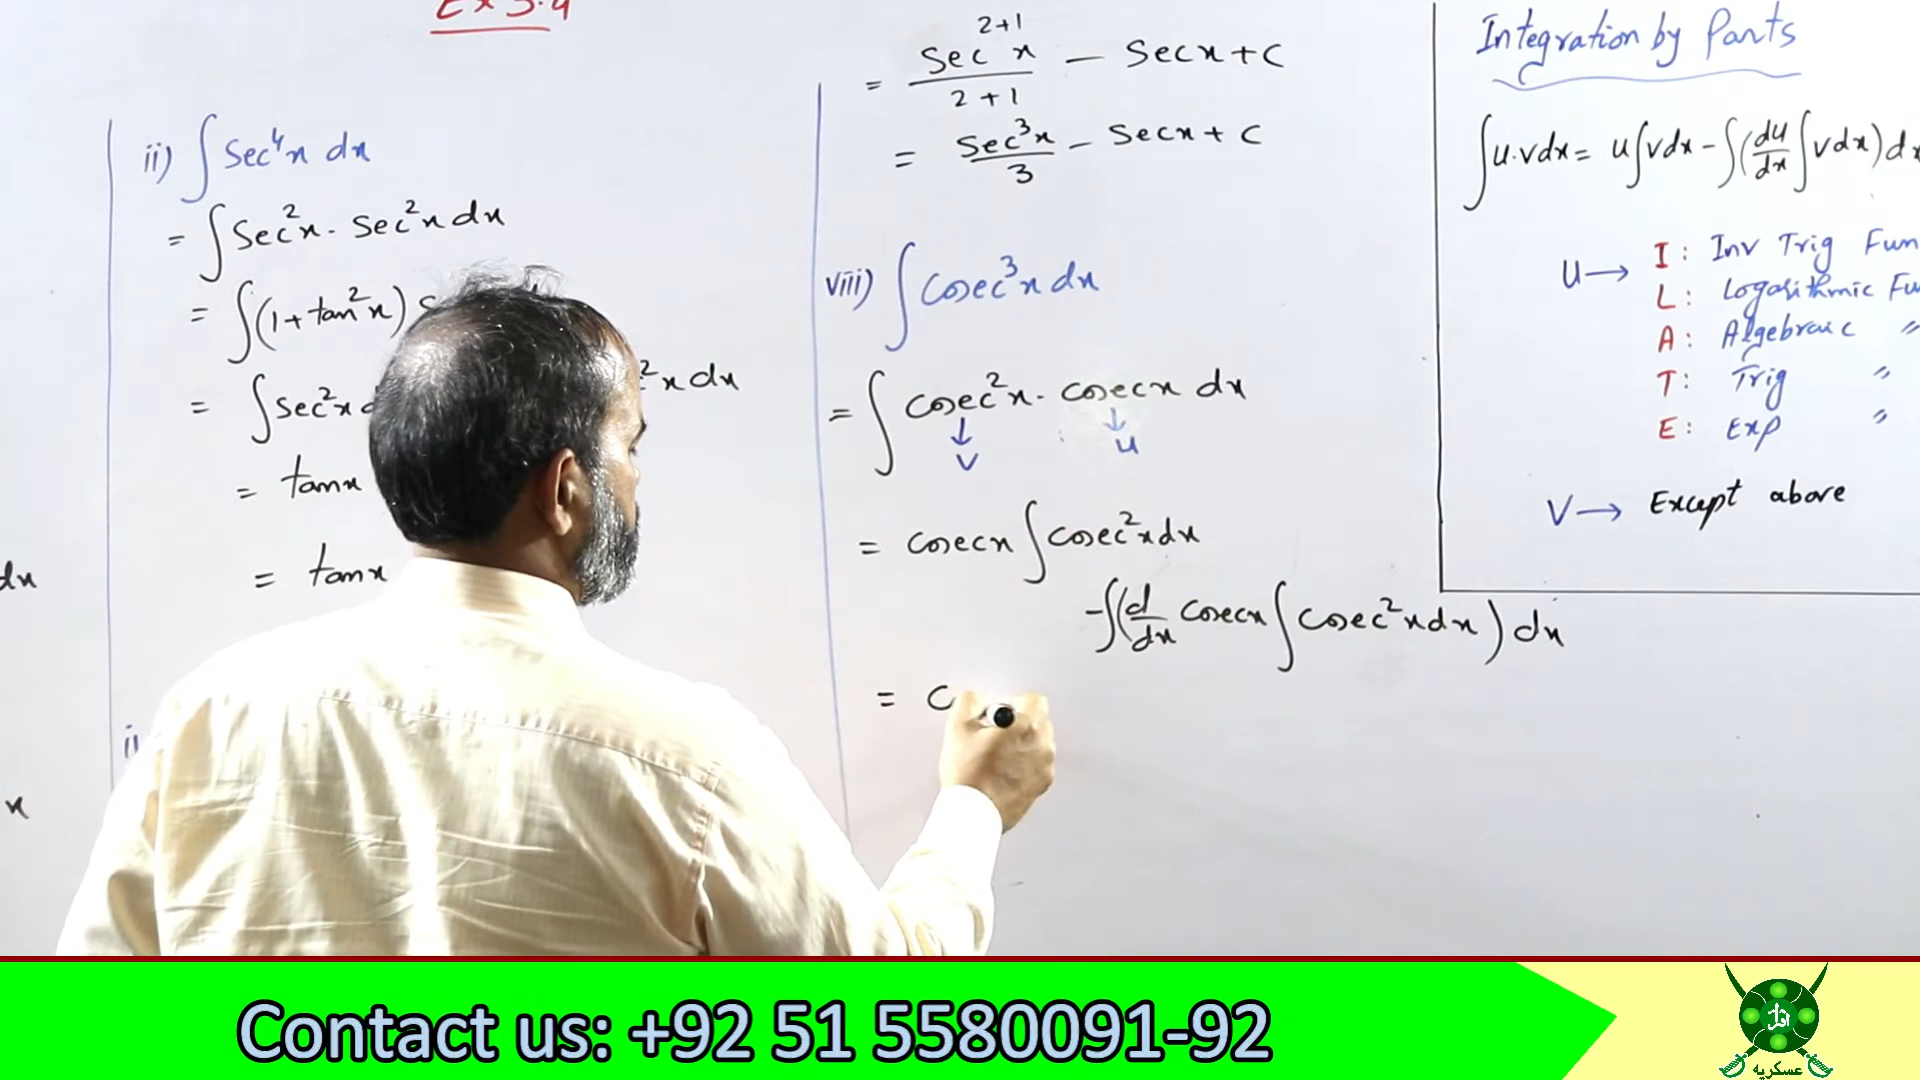 Ex 3.4
ii) ∫ Sec⁴x dx
= ∫ Sec²x . Sec²x dx
= ∫ (1 + tan²x)
= ∫ Sec²x
²x dx
= tanx
= tanx
dx
x
= Sec²⁺¹x / 2+1 — Secx + C
= Sec³x / 3 — Secx + C
viii) ∫ Cosec³x dx
= ∫ Cosec²x . Cosecx dx
↓ V ↓ U
= Cosecx ∫ Cosec²x dx
- ∫ (d/dx Cosecx ∫ Cosec²x dx) dx
= C
Integration by Parts
∫ U.V dx = U ∫ V dx - ∫ (dU/dx ∫ V dx) dx
U → I : Inv Trig Fun
L : Logarithmic Fu
A : Algebraic "
T : Trig "
E : Exp "
V → Except above
Contact us: +92 51 5580091-92
عسکریہ